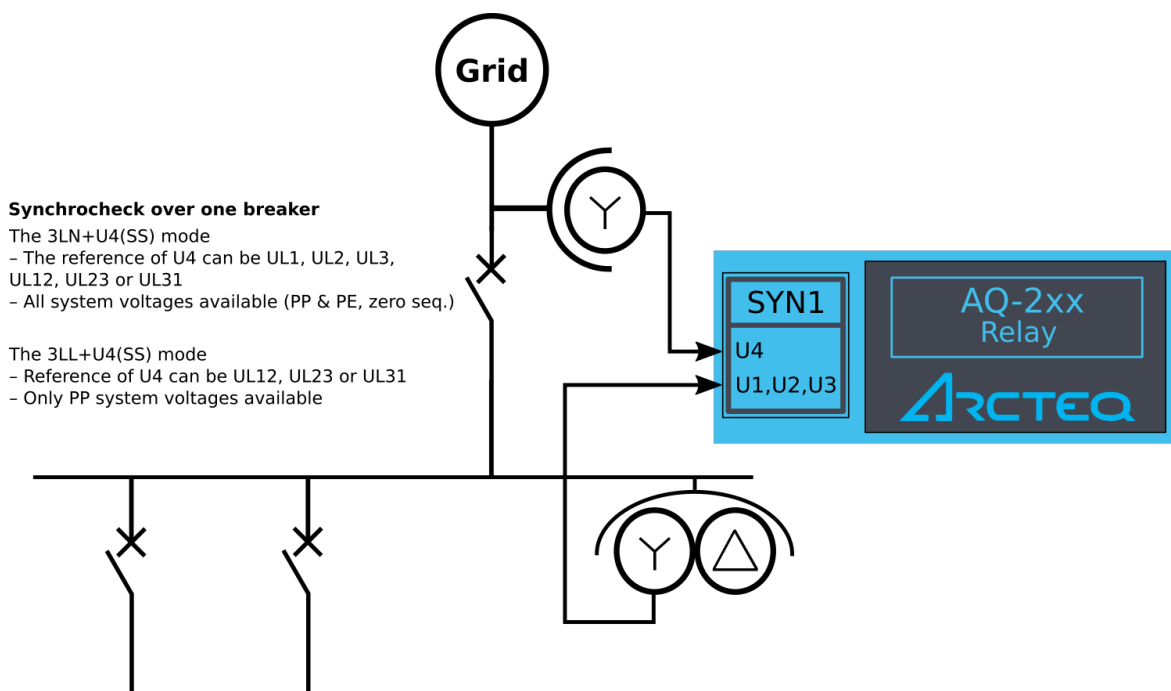 Grid
Synchrocheck over one breaker
The 3LN+U4(SS) mode
– The reference of U4 can be UL1, UL2, UL3,
UL12, UL23 or UL31
– All system voltages available (PP & PE, zero seq.)
The 3LL+U4(SS) mode
– Reference of U4 can be UL12, UL23 or UL31
– Only PP system voltages available
SYN1
U4
U1,U2,U3
AQ-2xx
Relay
ARCTEQ